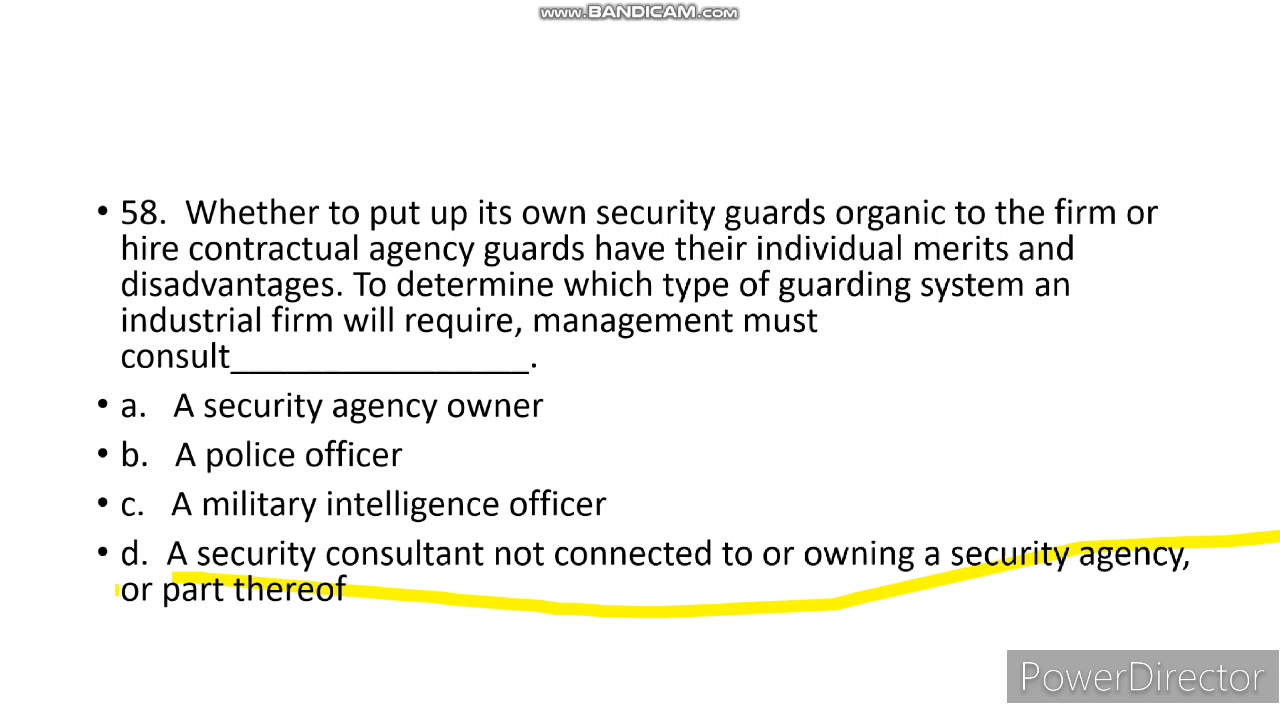 www.BANDICAM.com
• 58.  Whether to put up its own security guards organic to the firm or
hire contractual agency guards have their individual merits and
disadvantages. To determine which type of guarding system an
industrial firm will require, management must
consult_________________.
• a.   A security agency owner
• b.   A police officer
• c.   A military intelligence officer
• d.  A security consultant not connected to or owning a security agency,
or part thereof
PowerDirector